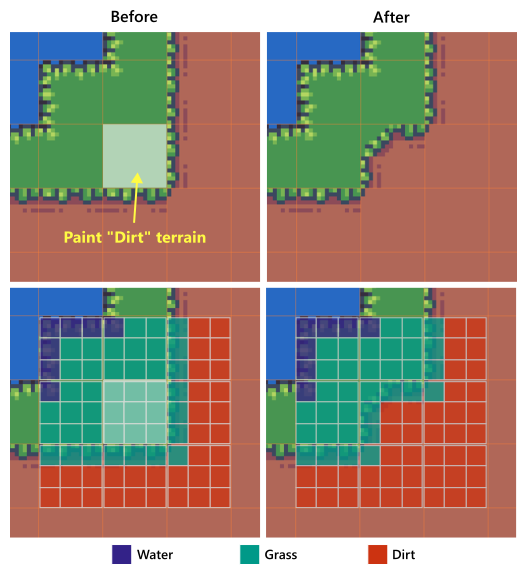 Before
After
Paint "Dirt" terrain
Water
Grass
Dirt